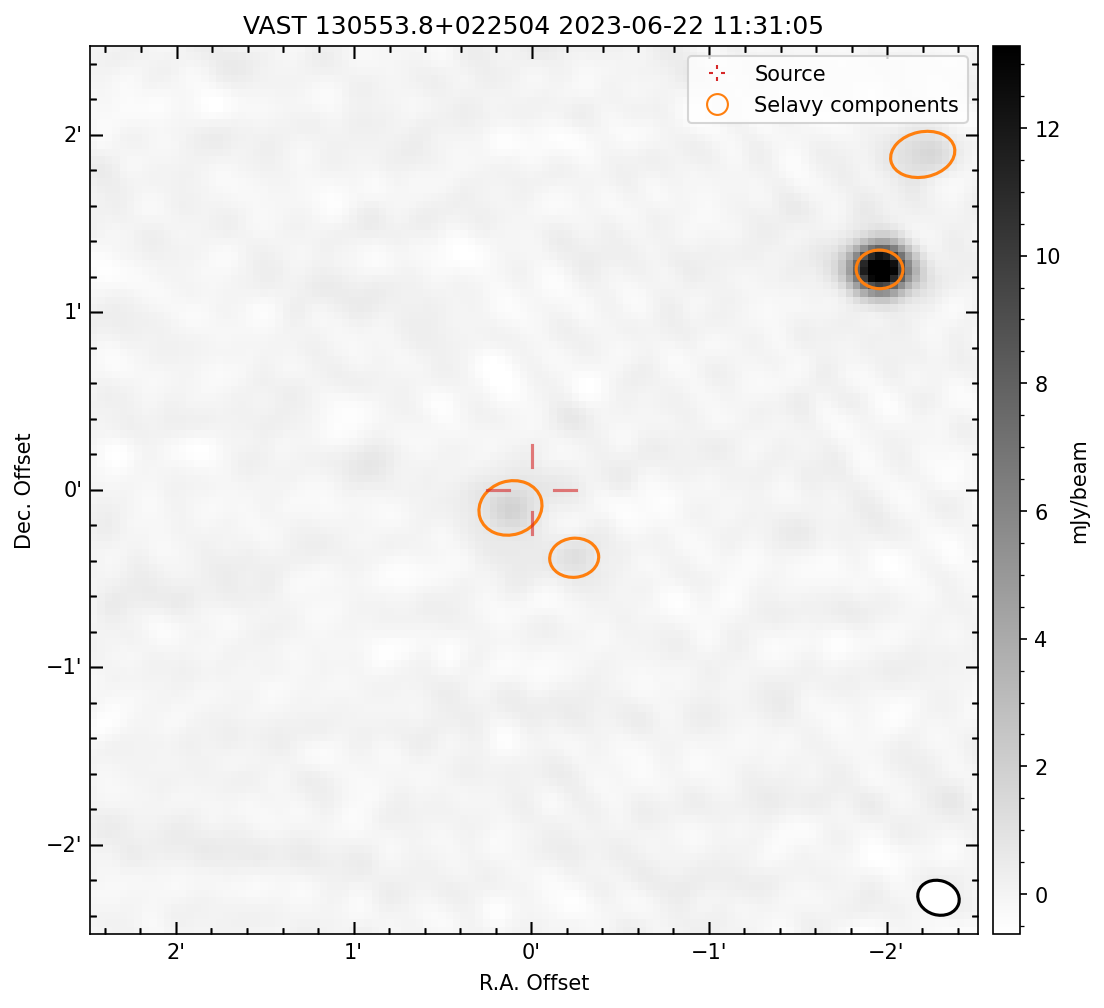 VAST 130553.8+022504 2023-06-22 11:31:05
Source
Selavy components
2'
1'
0'
−1'
−2'
Dec. Offset
2'
1'
0'
−1'
−2'
R.A. Offset
12
10
8
6
4
2
0
mJy/beam